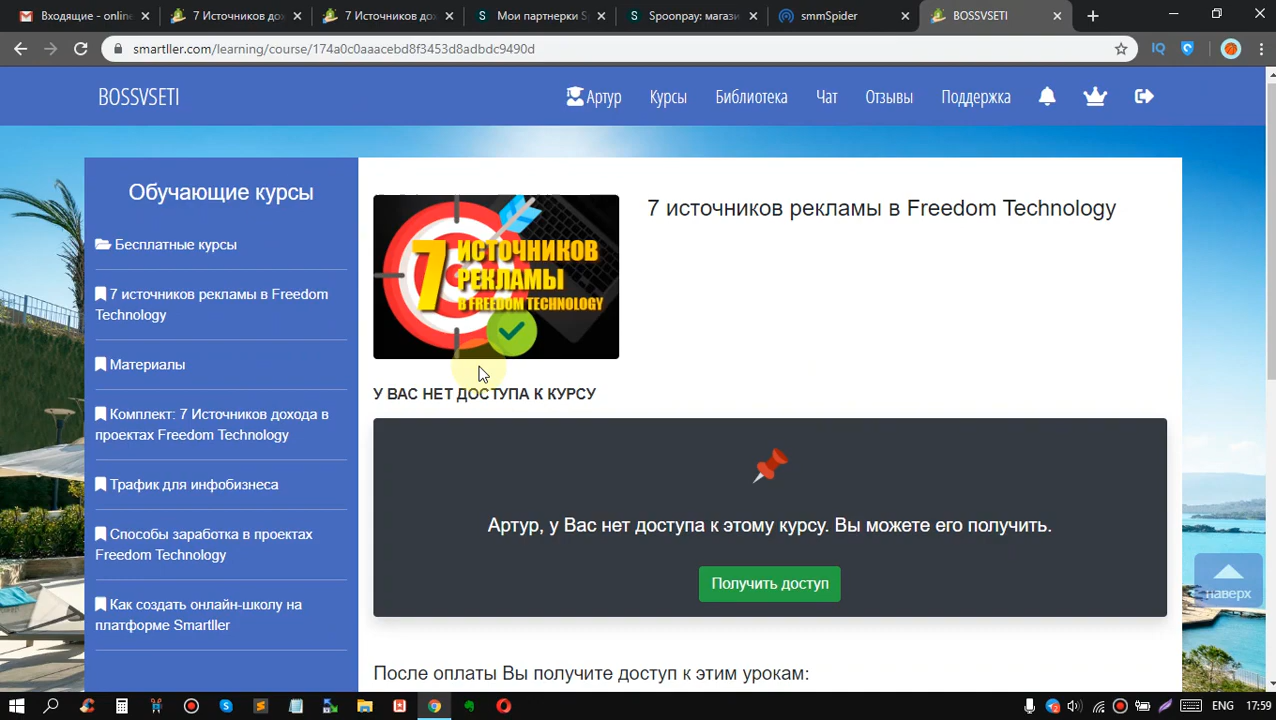 Входящие - online
7 Источников до
7 Источников до
Мои партнерки S
Spoonpay: магази
smmSpider
BOSSVSETI
smartller.com/learning/course/174a0c0aaacebd8f3453d8adbdc9490d
BOSSVSETI
Артур
Курсы
Библиотека
Чат
Отзывы
Поддержка
Обучающие курсы
Бесплатные курсы
7 источников рекламы в Freedom
Technology
Материалы
Комплект: 7 Источников дохода в
проектах Freedom Technology
Трафик для инфобизнеса
Способы заработка в проектах
Freedom Technology
Как создать онлайн-школу на
платформе Smartller
7 ИСТОЧНИКОВ
РЕКЛАМЫ
В FREEDOM TECHNOLOGY
7 источников рекламы в Freedom Technology
У ВАС НЕТ ДОСТУПА К КУРСУ
Артур, у Вас нет доступа к этому курсу. Вы можете его получить.
Получить доступ
наверх
После оплаты Вы получите доступ к этим урокам:
ENG
17:59